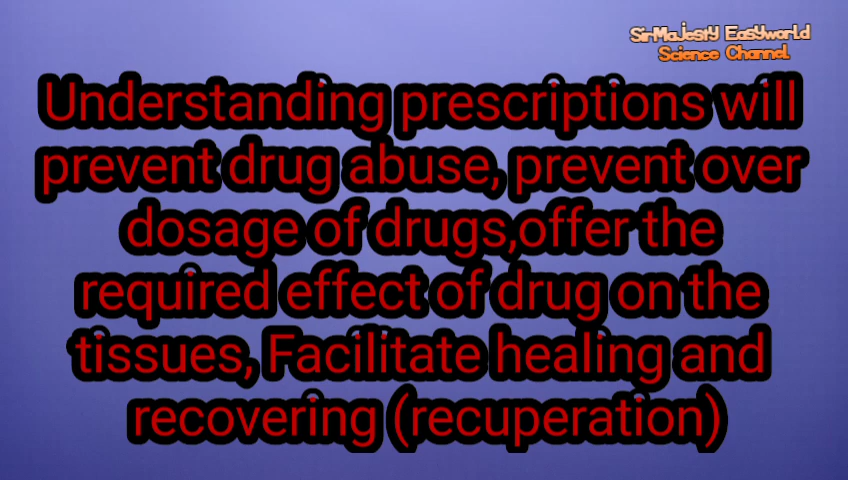 SirMajesty Easyworld
Science Channel
Understanding prescriptions will
prevent drug abuse, prevent over
dosage of drugs,offer the
required effect of drug on the
tissues, Facilitate healing and
recovering (recuperation)